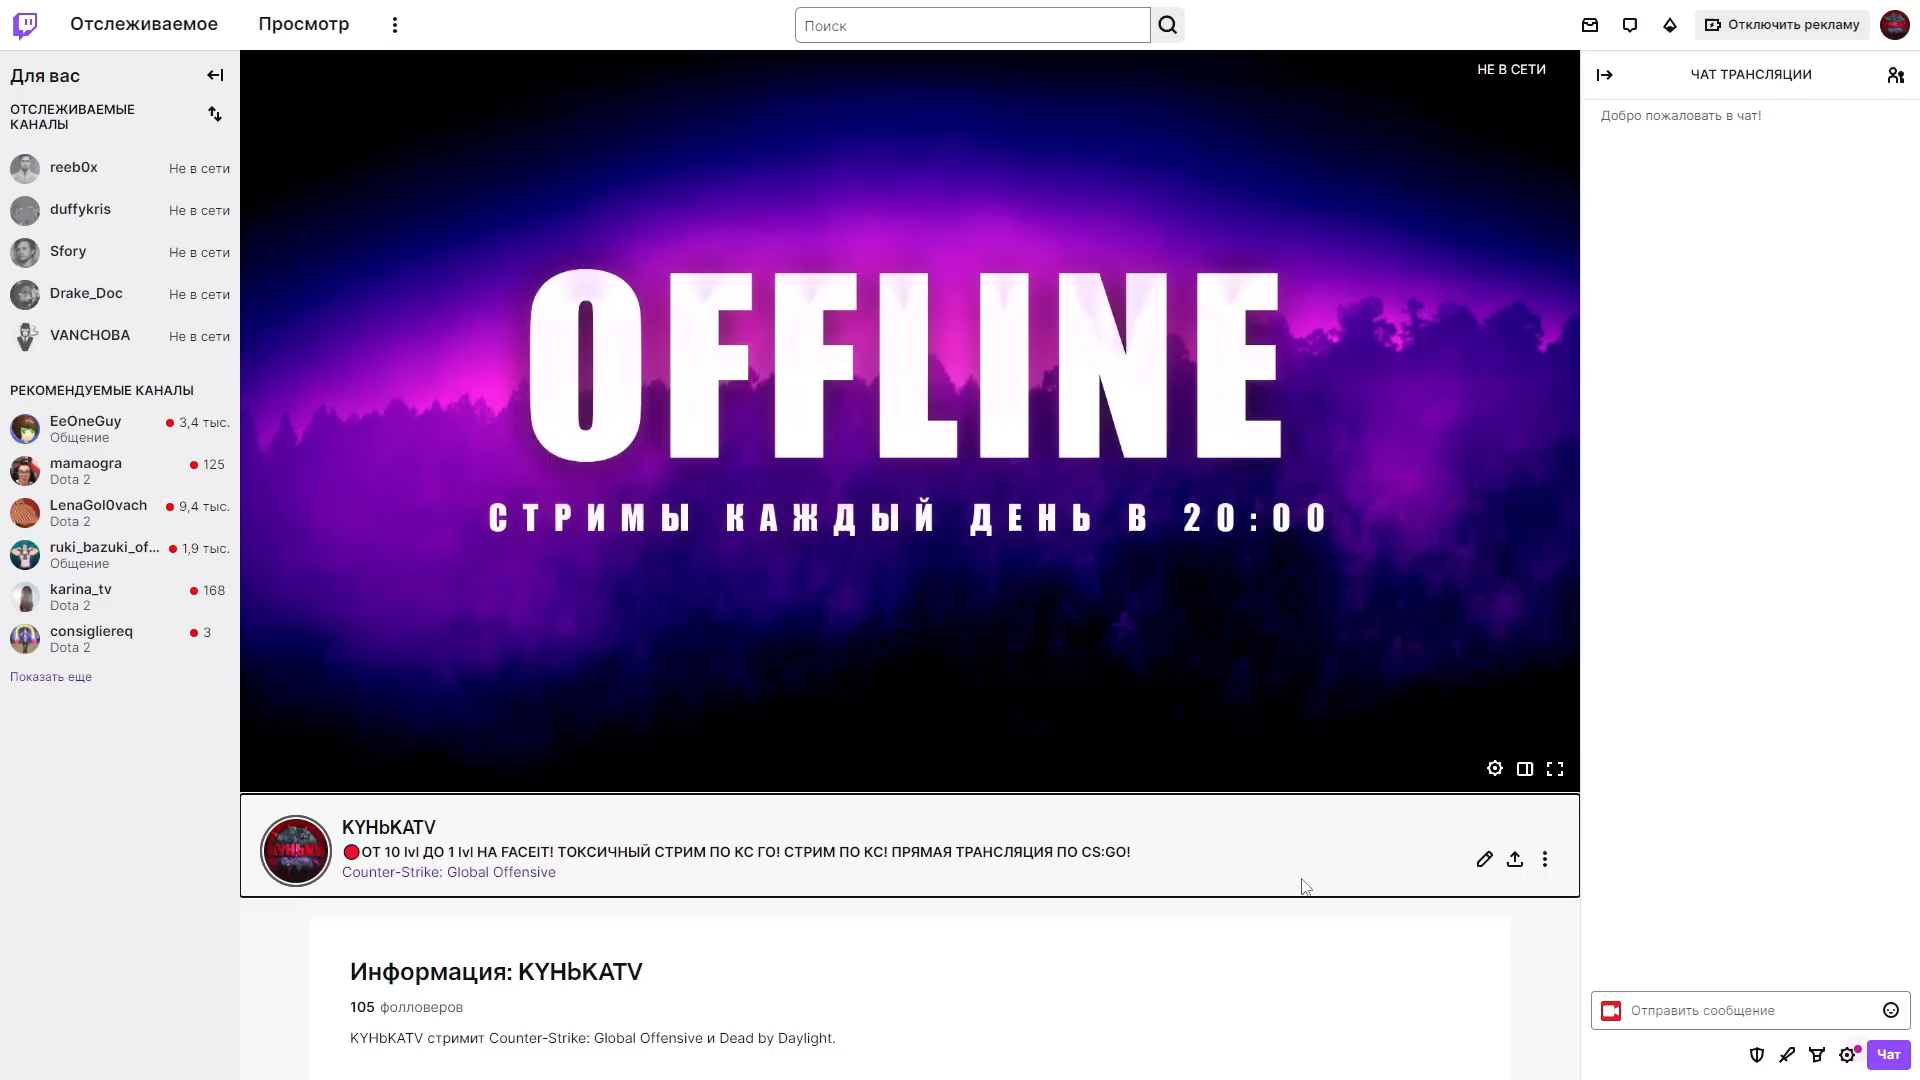 Отслеживаемое
Просмотр
Поиск
Отключить рекламу
Для вас
ОТСЛЕЖИВАЕМЫЕ
КАНАЛЫ
reeb0x Не в сети
duffykris Не в сети
Sfory Не в сети
Drake_Doc Не в сети
VANCHOBA Не в сети
РЕКОМЕНДУЕМЫЕ КАНАЛЫ
EeOneGuy 3,4 тыс.
Общение
mamaogra 125
Dota 2
LenaGol0vach 9,4 тыс.
Dota 2
ruki_bazuki_of... 1,9 тыс.
Общение
karina_tv 168
Dota 2
consigliereq 3
Dota 2
Показать еще
НЕ В СЕТИ
OFFLINE
СТРИМЫ КАЖДЫЙ ДЕНЬ В 20:00
KYHbKATV
ОТ 10 lvl ДО 1 lvl НА FACEIT! ТОКСИЧНЫЙ СТРИМ ПО КС ГО! СТРИМ ПО КС! ПРЯМАЯ ТРАНСЛЯЦИЯ ПО CS:GO!
Counter-Strike: Global Offensive
Информация: KYHbKATV
105 фолловеров
KYHbKATV стримит Counter-Strike: Global Offensive и Dead by Daylight.
ЧАТ ТРАНСЛЯЦИИ
Добро пожаловать в чат!
Отправить сообщение
Чат